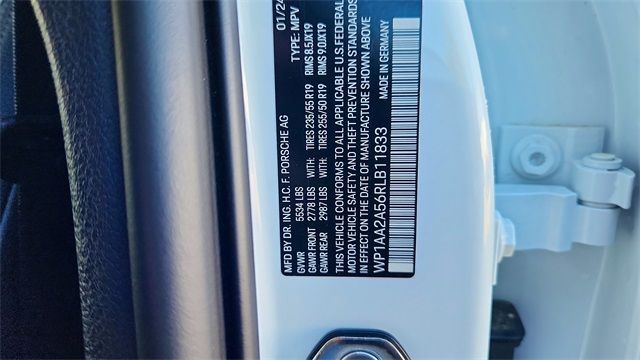 MFD BY DR. ING. H.C. F. PORSCHE AG 01/24
GVWR 5534 LBS TYPE: MPV
GAWR FRONT 2778 LBS WITH: TIRES 235/55 R19 RIMS 8.5JX19
GAWR REAR 2987 LBS WITH: TIRES 255/50 R19 RIMS 9.0JX19
THIS VEHICLE CONFORMS TO ALL APPLICABLE U.S. FEDERAL
MOTOR VEHICLE SAFETY AND THEFT PREVENTION STANDARDS
IN EFFECT ON THE DATE OF MANUFACTURE SHOWN ABOVE
WP1AA2A56RLB11833 MADE IN GERMANY